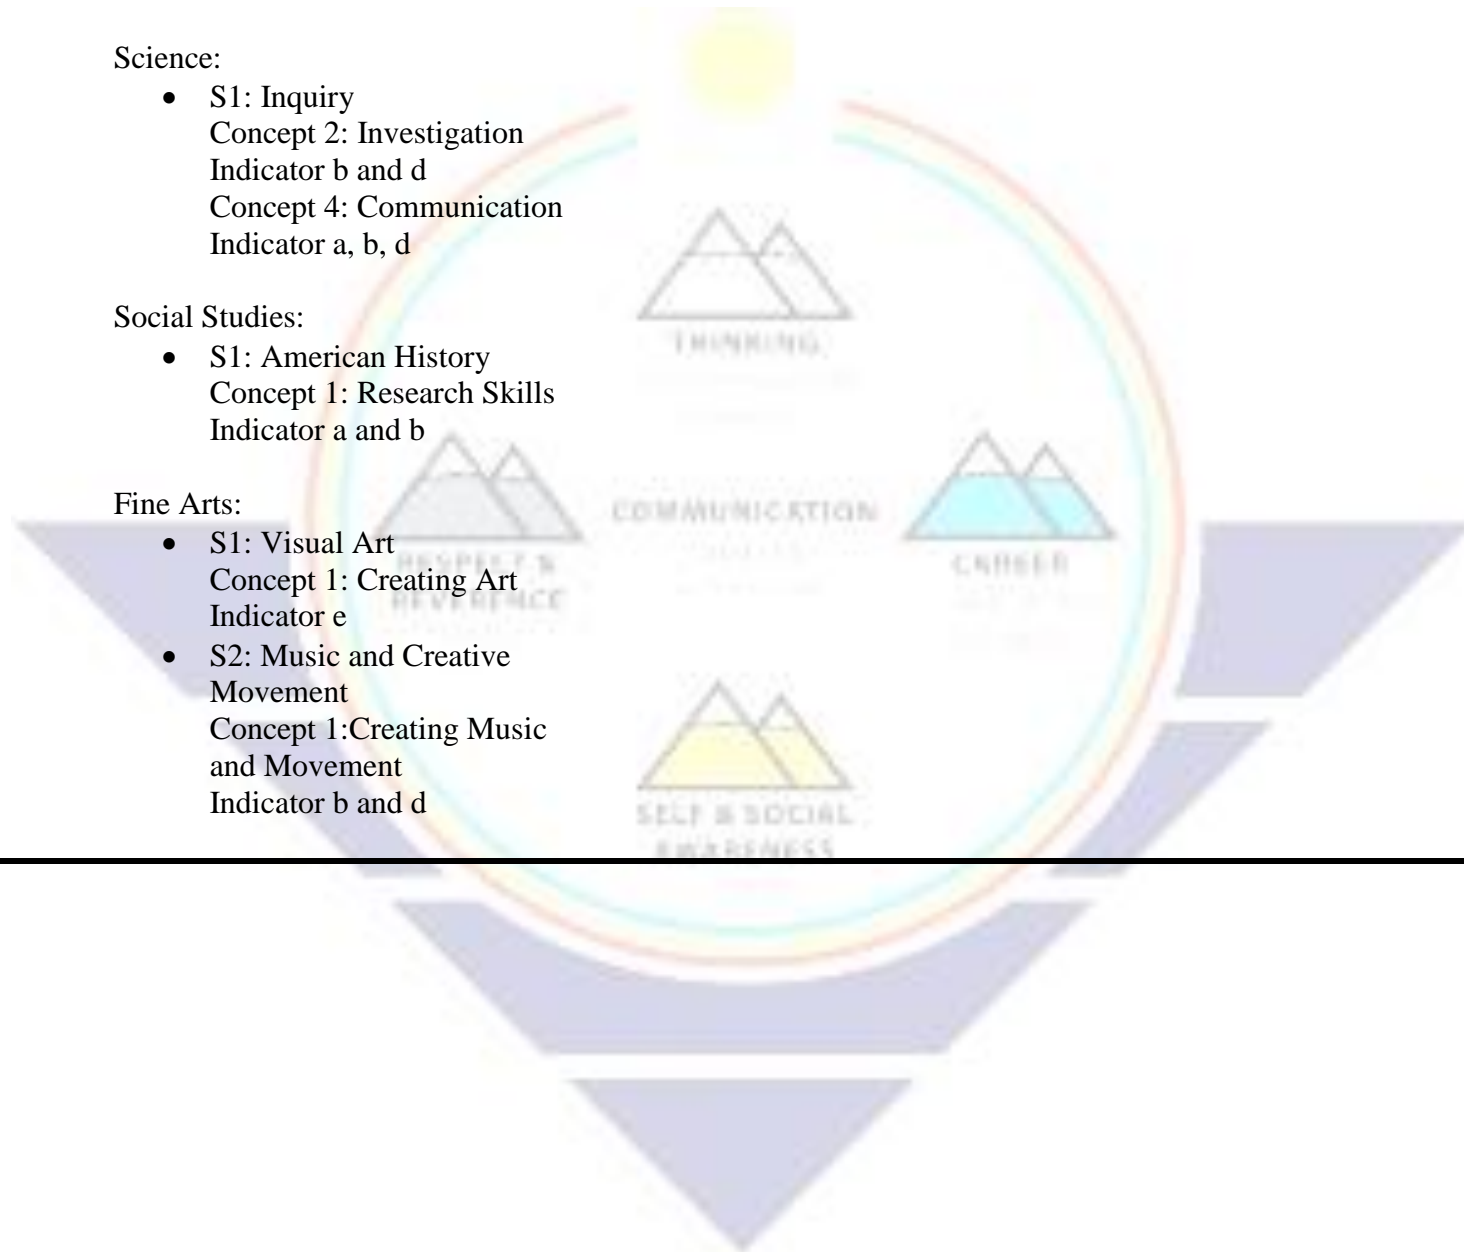 Science:
• S1: Inquiry
Concept 2: Investigation
Indicator b and d
Concept 4: Communication
Indicator a, b, d
Social Studies:
• S1: American History
Concept 1: Research Skills
Indicator a and b
Fine Arts:
• S1: Visual Art
Concept 1: Creating Art
Indicator e
• S2: Music and Creative
Movement
Concept 1:Creating Music
and Movement
Indicator b and d
THINKING
COMMUNICATION
RESPECT &
REVERENCE
CAREER
SELF & SOCIAL
AWARENESS